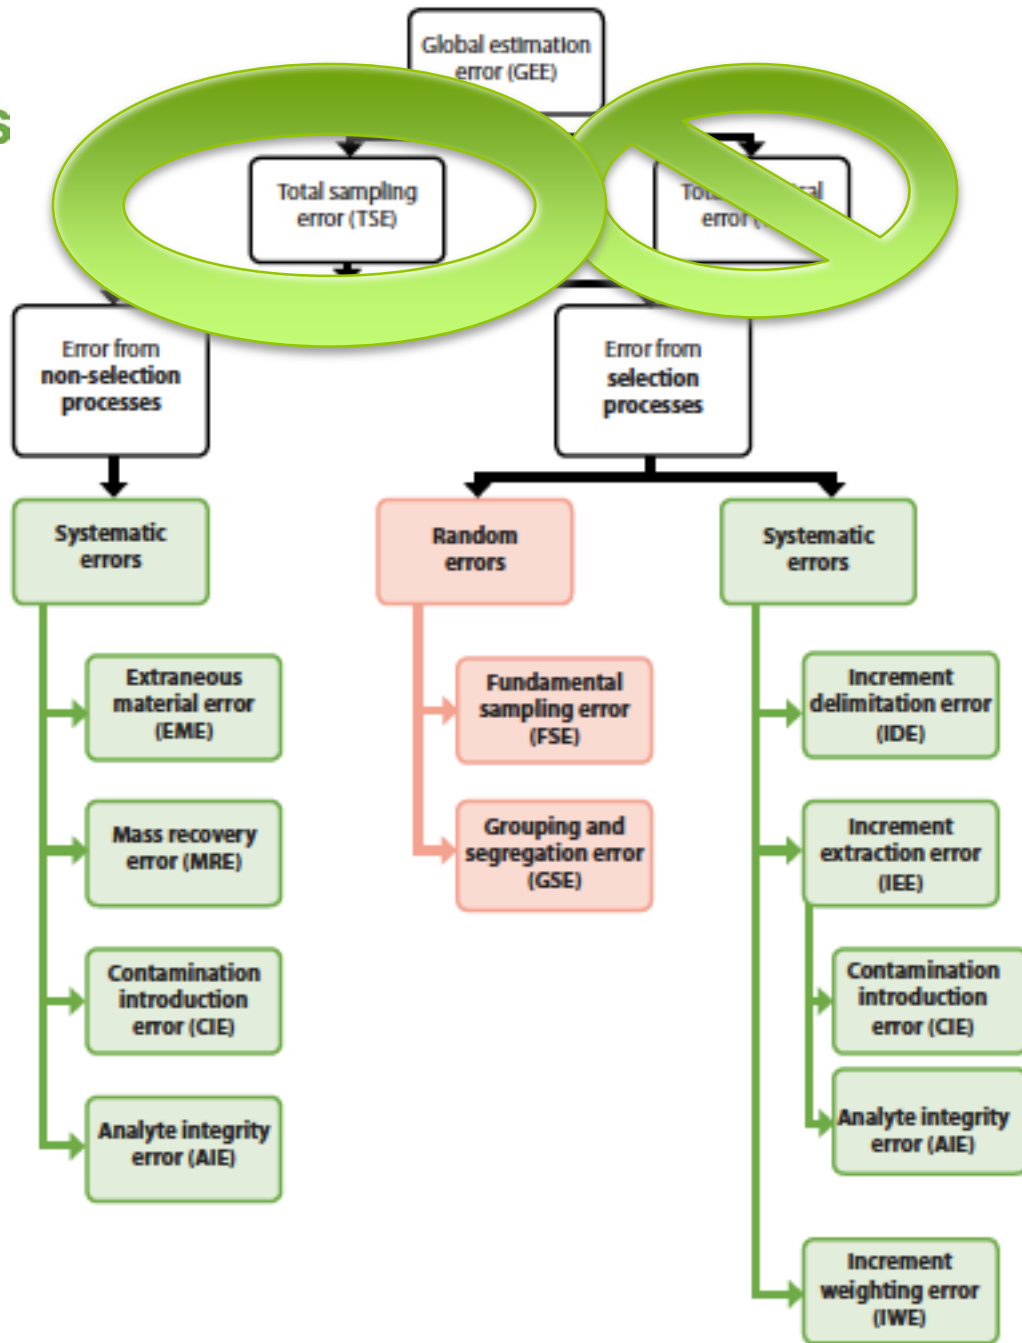 Global estimation
error (GEE)
s
Total sampling
error (TSE)
error
Error from
non-selection
processes
Error from
selection
processes
Systematic
errors
Random
errors
Systematic
errors
Extraneous
material error
(EME)
Mass recovery
error (MRE)
Contamination
introduction
error (CIE)
Analyte integrity
error (AIE)
Fundamental
sampling error
(FSE)
Grouping and
segregation error
(GSE)
Increment
delimitation error
(IDE)
Increment
extraction error
(IEE)
Contamination
introduction
error (CIE)
Analyte integrity
error (AIE)
Increment
weighting error
(IWE)